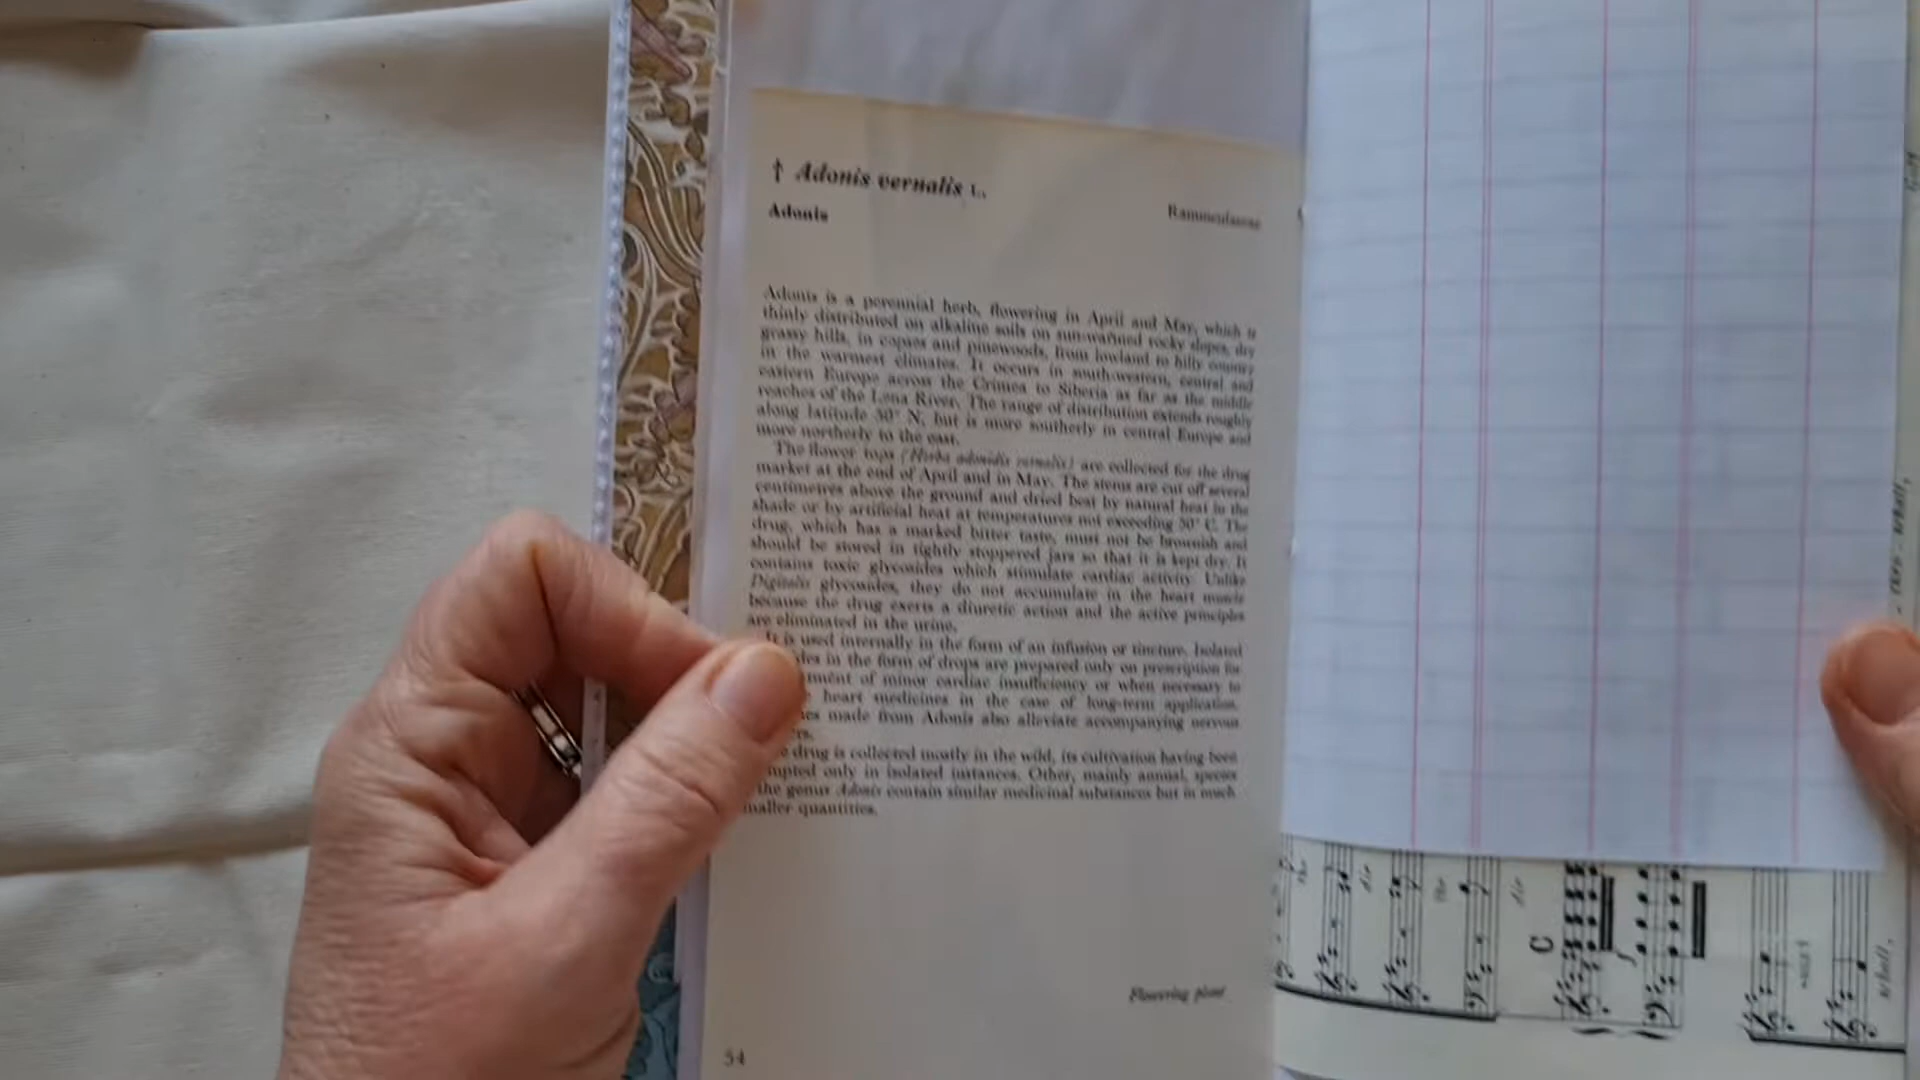 † Adonis vernalis L.
Adonis
Ranunculaceae
Adonis is a perennial herb, flowering in April and May, which is
thinly distributed on alkaline soils on sun-warmed rocky slopes, dry
grassy hills, in copses and pinewoods, from lowland to hilly country
in the warmest climates. It occurs in south-western, central and
eastern Europe across the Crimea to Siberia as far as the middle
reaches of the Lena River. The range of distribution extends roughly
along latitude 50° N, but is more southerly in central Europe and
more northerly to the east.
The flower tops (Herba adonidis vernalis) are collected for the drug
market at the end of April and in May. The stems are cut off several
centimetres above the ground and dried best by natural heat in the
shade or by artificial heat at temperatures not exceeding 50° C. The
drug, which has a marked bitter taste, must not be brownish and
should be stored in tightly stoppered jars so that it is kept dry. It
contains toxic glycosides which stimulate cardiac activity. Unlike
Digitalis glycosides, they do not accumulate in the heart muscle
because the drug exerts a diuretic action and the active principles
are eliminated in the urine.
It is used internally in the form of an infusion or tincture. Isolated
des in the form of drops are prepared only on prescription for
ment of minor cardiac insufficiency or when necessary to
heart medicines in the case of long-term application.
nes made from Adonis also alleviate accompanying nervous
rs.
drug is collected mostly in the wild, its cultivation having been
mpted only in isolated instances. Other, mainly annual, species
the genus Adonis contain similar medicinal substances but in much
maller quantities.
Flowering plant
54
C